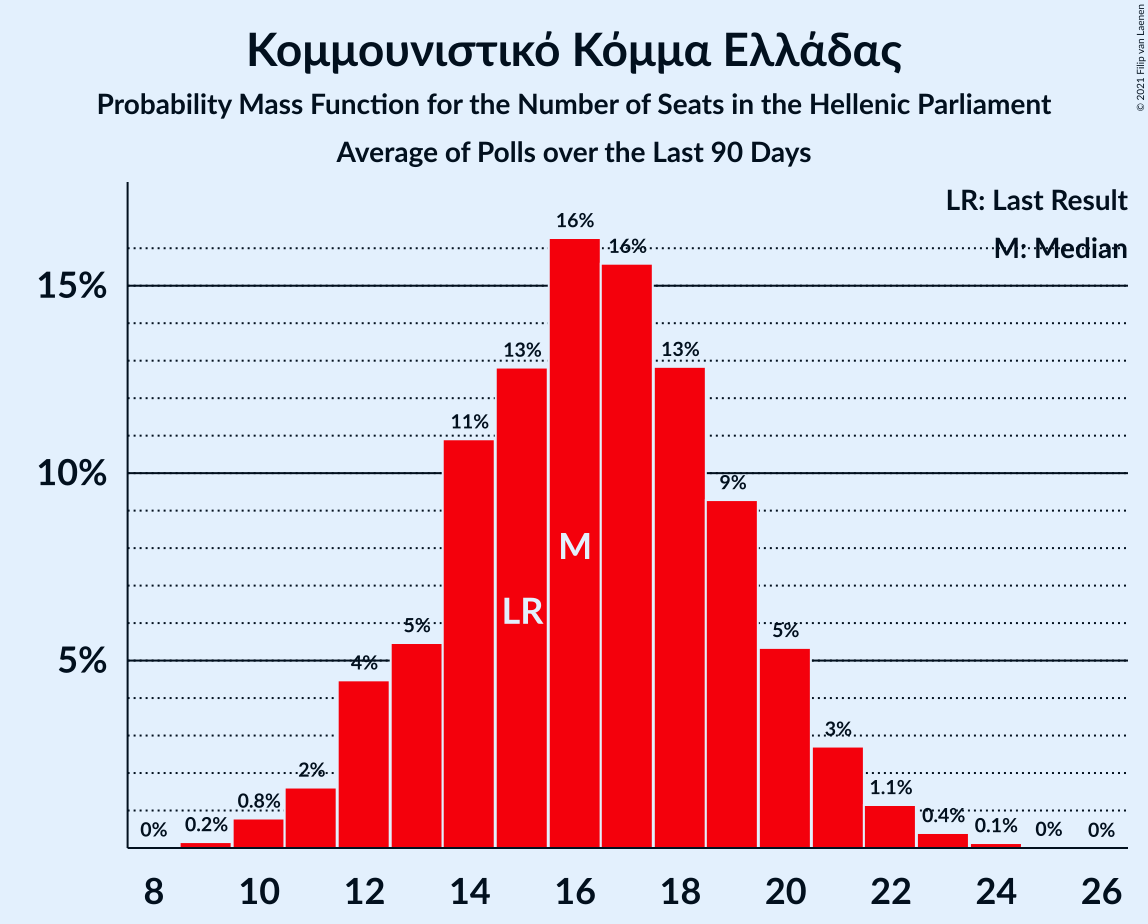 Κομμουνιστικό Κόμμα Ελλάδας
Probability Mass Function for the Number of Seats in the Hellenic Parliament
Average of Polls over the Last 90 Days
© 2021 Filip van Laenen
LR: Last Result
M: Median
15%
10%
5%
0%
0.2%
0.8%
2%
4%
5%
11%
13%
16%
16%
13%
9%
5%
3%
1.1%
0.4%
0.1%
0%
0%
M
LR
8 10 12 14 16 18 20 22 24 26